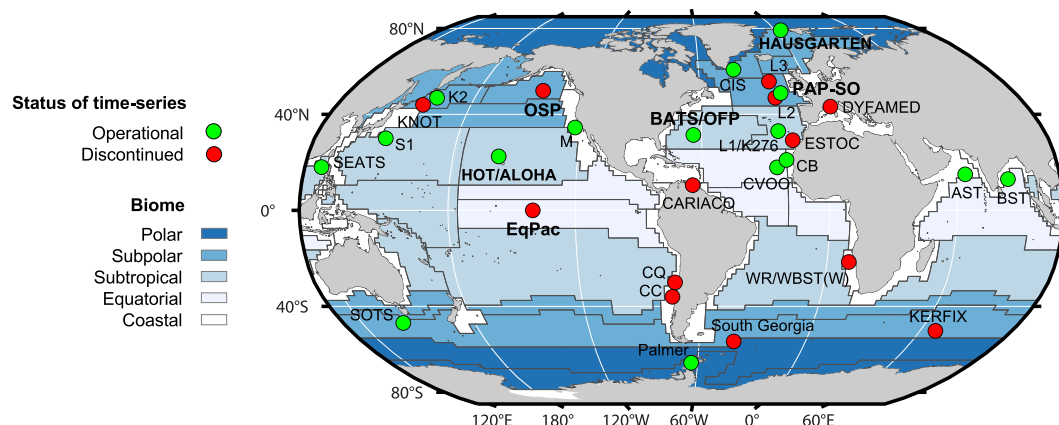 80°N
HAUSGARTEN
L3
CIS
PAP-SO
Status of time-series
K2
OSP
L2
DYFAMED
40°N
KNOT
BATS/OFP
Operational
S1
M
L1/K276
ESTOC
Discontinued
SEATS
HOT/ALOHA
CB
CVOO
AST
BST
Biome
CARIACO
0°
EqPac
Polar
Subpolar
CQ
WR/WBST(W)
Subtropical
CCI
Equatorial
40°S
SOTS
KERFIX
Coastal
South Georgia
Palmer
80°S
120°E
180°
120°W
60°W
0°
60°E